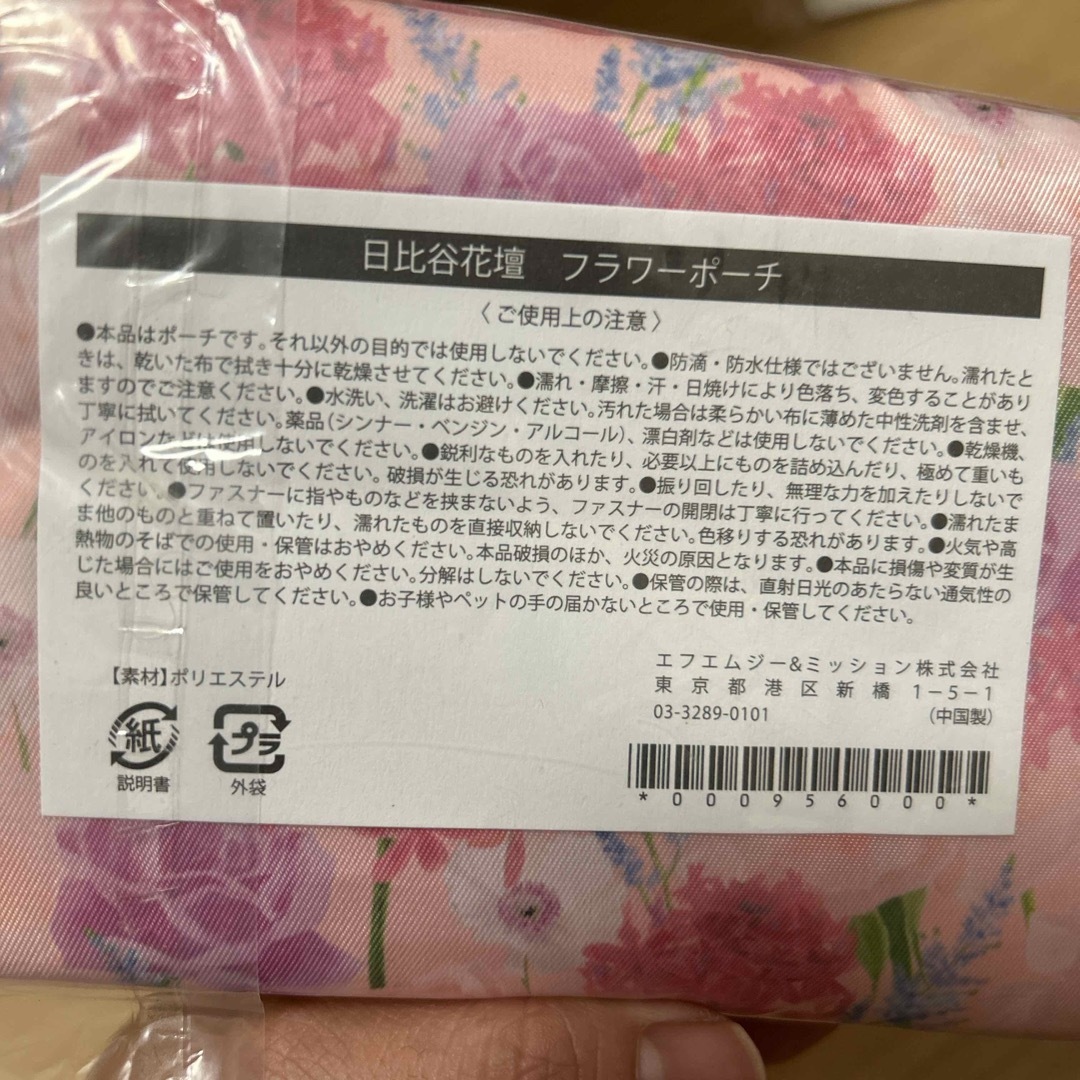 日比谷花壇　フラワーポーチ
〈ご使用上の注意〉
●本品はポーチです。それ以外の目的では使用しないでください。●防滴・防水仕様ではございません。濡れたと
きは、乾いた布で拭き十分に乾燥させてください。●濡れ・摩擦・汗・日焼けにより色落ち、変色することがあり
ますのでご注意ください。●水洗い、洗濯はお避けください。汚れた場合は柔らかい布に薄めた中性洗剤を含ませ、
丁寧に拭いてください。薬品（シンナー・ベンジン・アルコール）、漂白剤などは使用しないでください。●乾燥機、
アイロンなどは使用しないでください。●鋭利なものを入れたり、必要以上にものを詰め込んだり、極めて重いも
のを入れて使用しないでください。破損が生じる恐れがあります。●振り回したり、無理な力を加えたりしないで
ください。●ファスナーに指やものなどを挟まないよう、ファスナーの開閉は丁寧に行ってください。●濡れたま
ま他のものと重ねて置いたり、濡れたものを直接収納しないでください。色移りする恐れがあります。●火気や高
熱物のそばでの使用・保管はおやめください。本品破損のほか、火災の原因となります。●本品に損傷や変質が生
じた場合にはご使用をおやめください。分解はしないでください。●保管の際は、直射日光のあたらない通気性の
良いところで保管してください。●お子様やペットの手の届かないところで使用・保管してください。
【素材】ポリエステル
紙
説明書
プラ
外袋
エフエムジー&ミッション株式会社
東京都港区新橋1-5-1
03-3289-0101 （中国製）
*000956000*